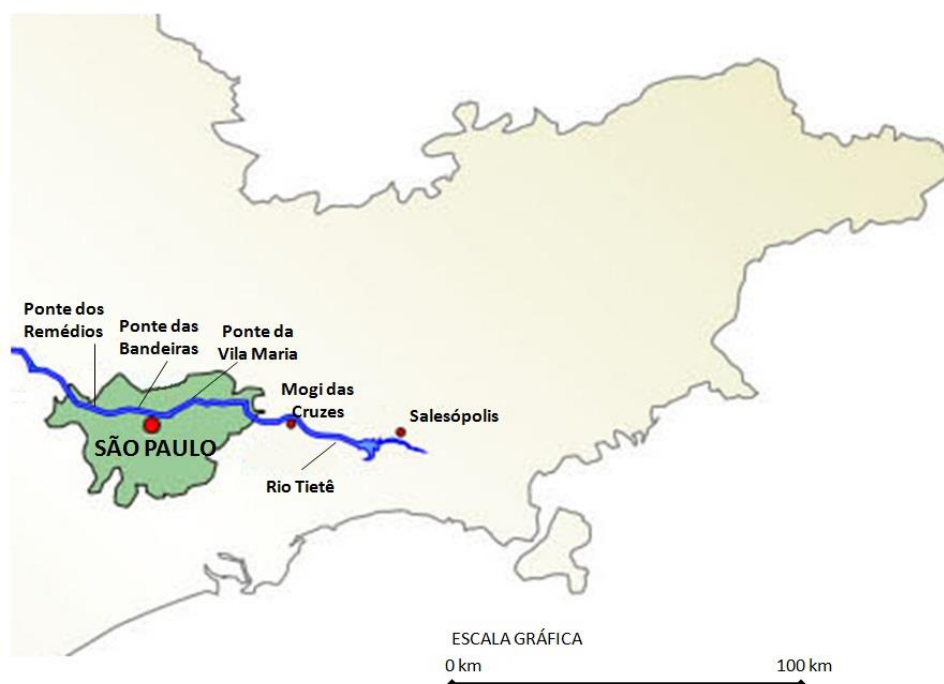 Ponte dos
Remédios
Ponte das
Bandeiras
Ponte da
Vila Maria
Mogi das
Cruzes
Salesópolis
SÃO PAULO
Rio Tietê
ESCALA GRÁFICA
0 km
100 km